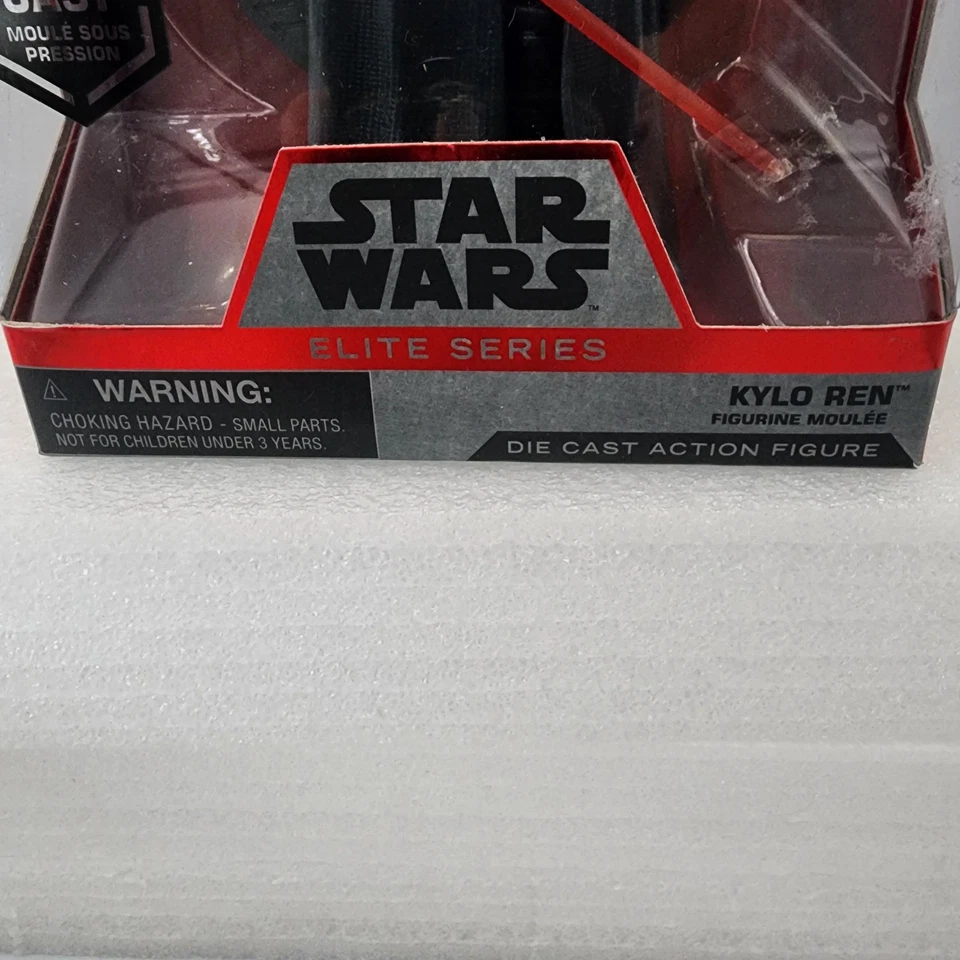 CAST
MOULÉ SOUS
PRESSION
STAR
WARS™
ELITE SERIES
⚠ WARNING:
CHOKING HAZARD - SMALL PARTS.
NOT FOR CHILDREN UNDER 3 YEARS.
KYLO REN™
FIGURINE MOULÉE
DIE CAST ACTION FIGURE